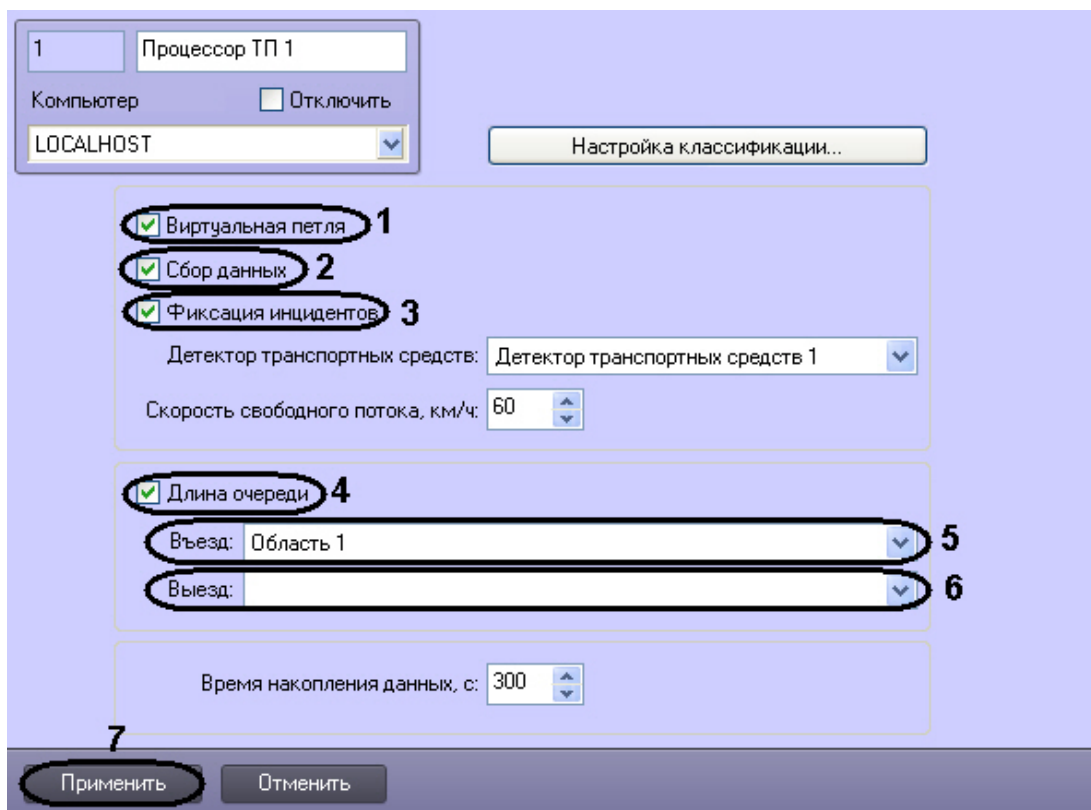 1
Процессор ТП 1
Компьютер
Отключить
LOCALHOST
Настройка классификации...
Виртуальная петля 1
Сбор данных 2
Фиксация инцидентов 3
Детектор транспортных средств: Детектор транспортных средств 1
Скорость свободного потока, км/ч: 60
Длина очереди 4
Въезд: Область 1 5
Выезд: 6
Время накопления данных, с: 300
7
Применить
Отменить